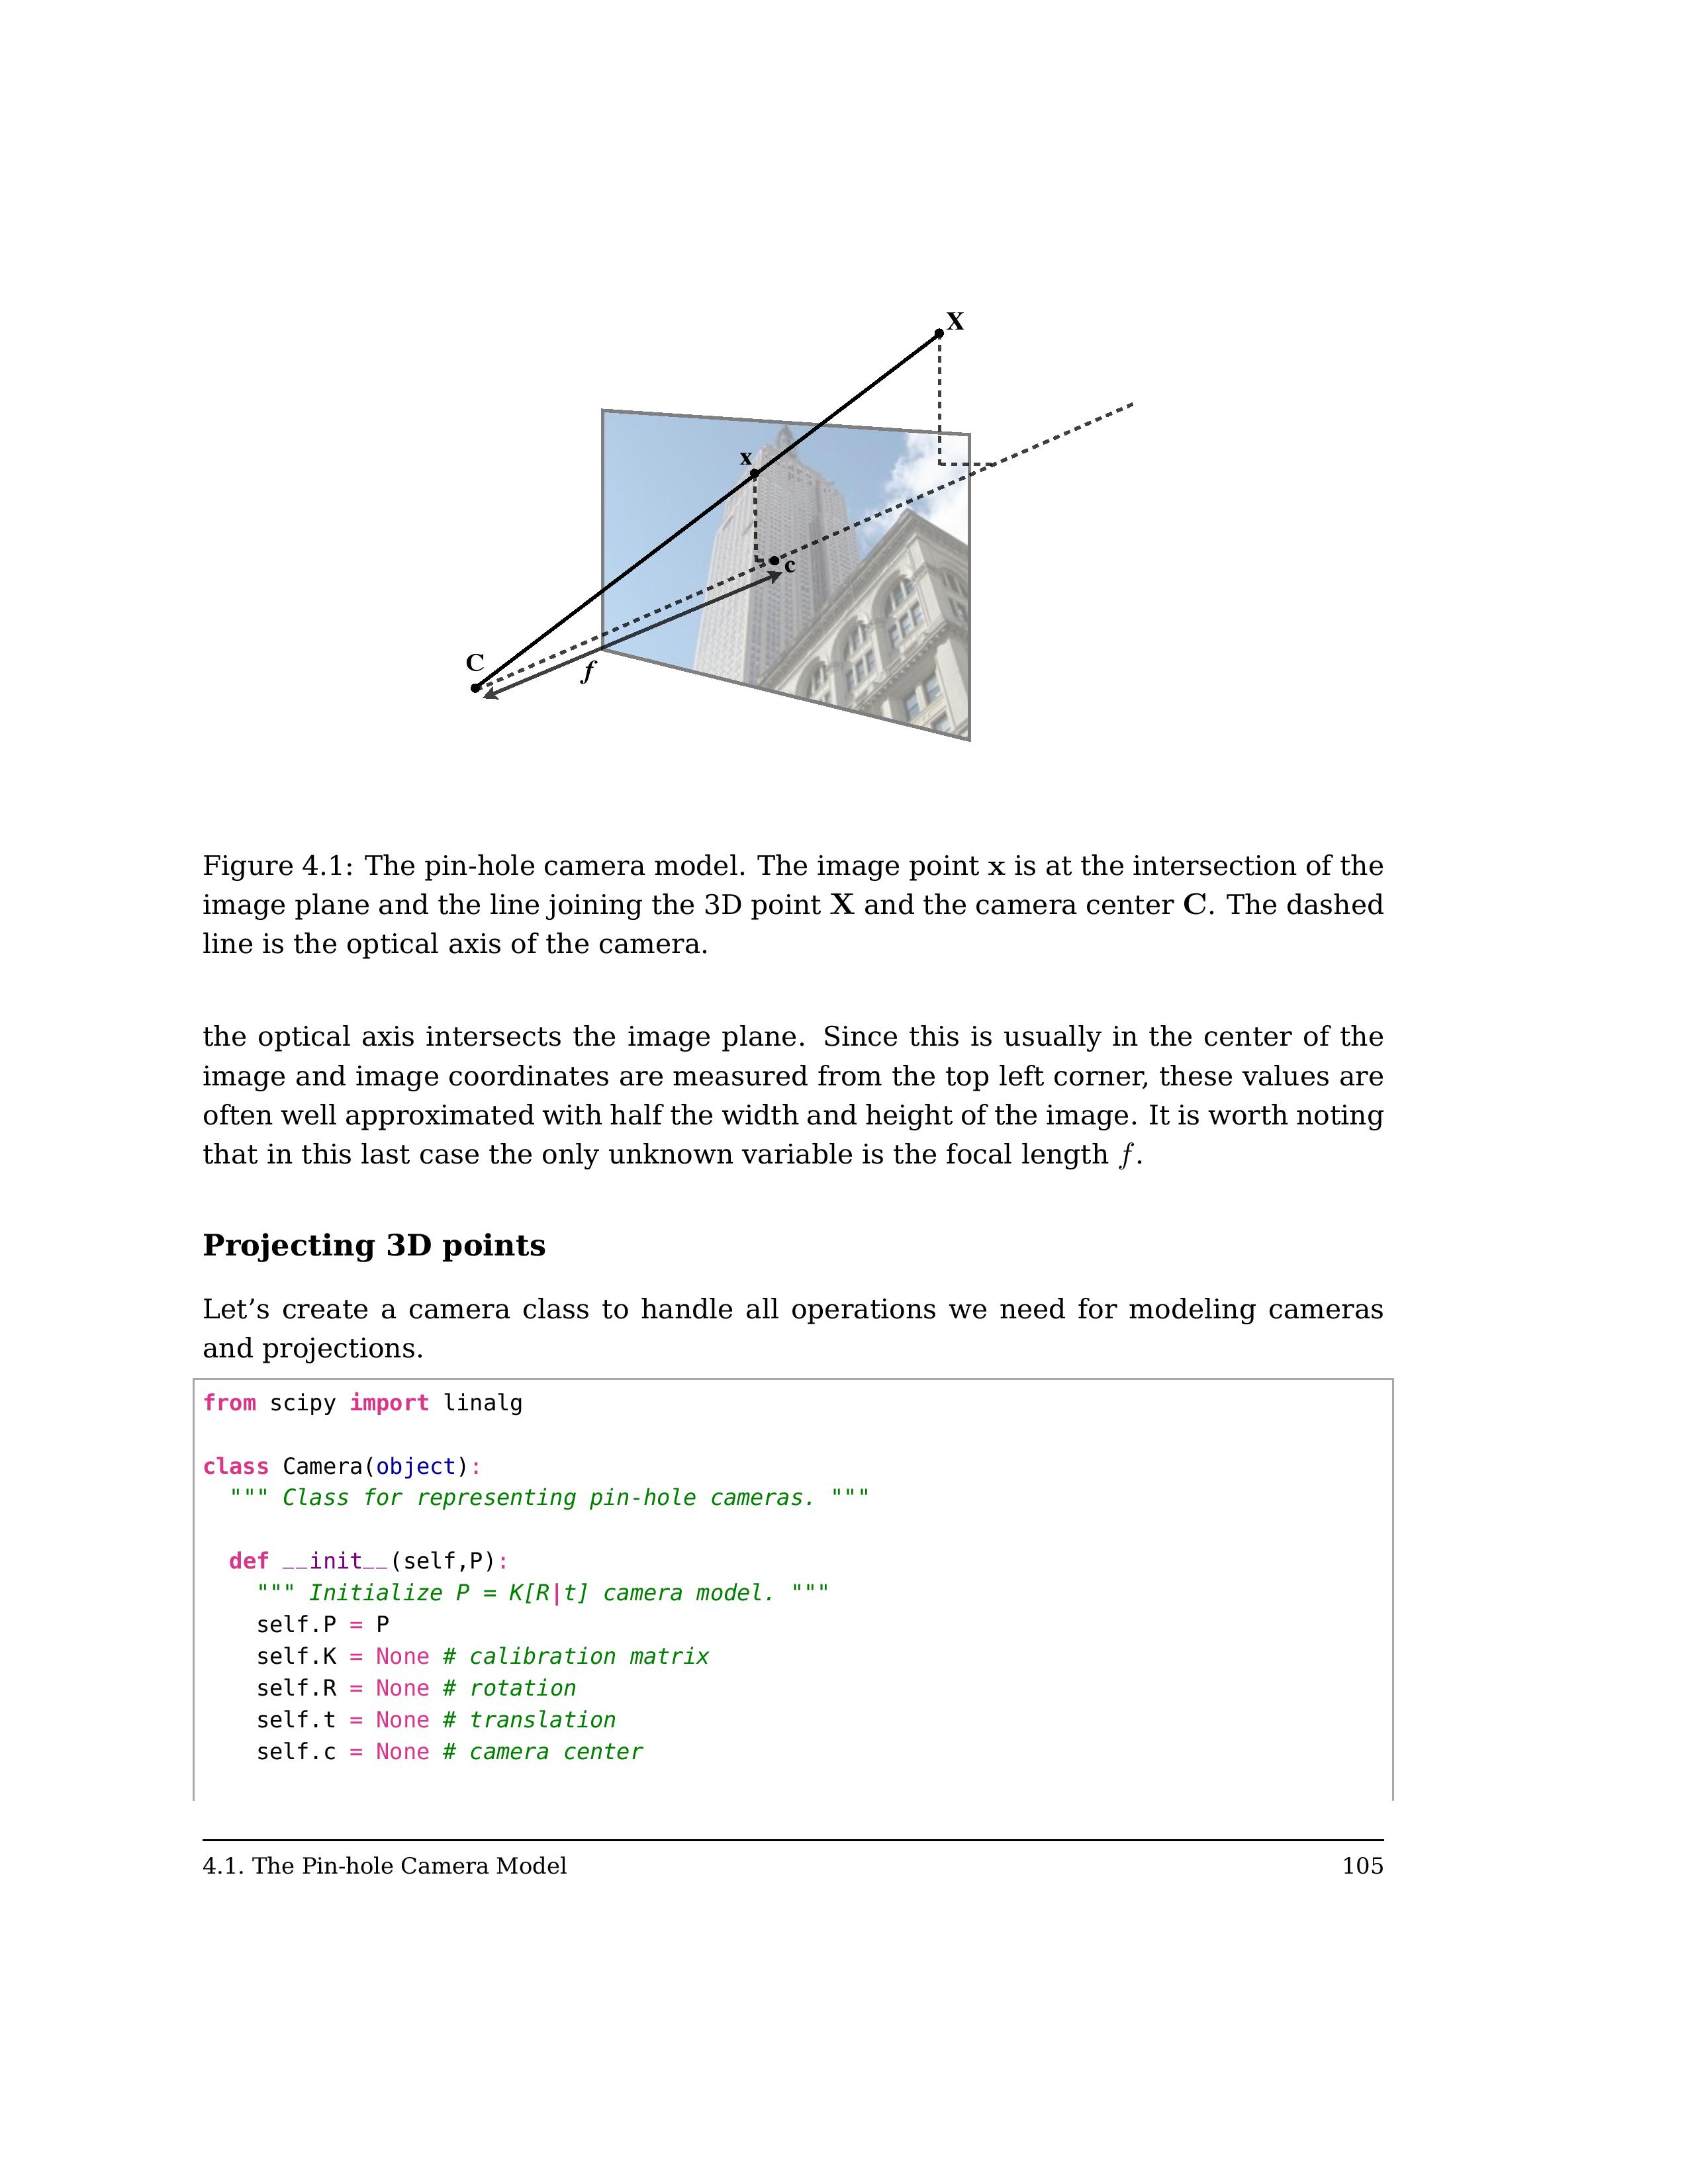 X
x
c
C
f
Figure 4.1: The pin-hole camera model. The image point x is at the intersection of the
image plane and the line joining the 3D point X and the camera center C. The dashed
line is the optical axis of the camera.
the optical axis intersects the image plane. Since this is usually in the center of the
image and image coordinates are measured from the top left corner, these values are
often well approximated with half the width and height of the image. It is worth noting
that in this last case the only unknown variable is the focal length f.
Projecting 3D points
Let’s create a camera class to handle all operations we need for modeling cameras
and projections.
from scipy import linalg
class Camera(object):
  """ Class for representing pin-hole cameras. """
  def __init__(self,P):
    """ Initialize P = K[R|t] camera model. """
    self.P = P
    self.K = None # calibration matrix
    self.R = None # rotation
    self.t = None # translation
    self.c = None # camera center
4.1. The Pin-hole Camera Model 105